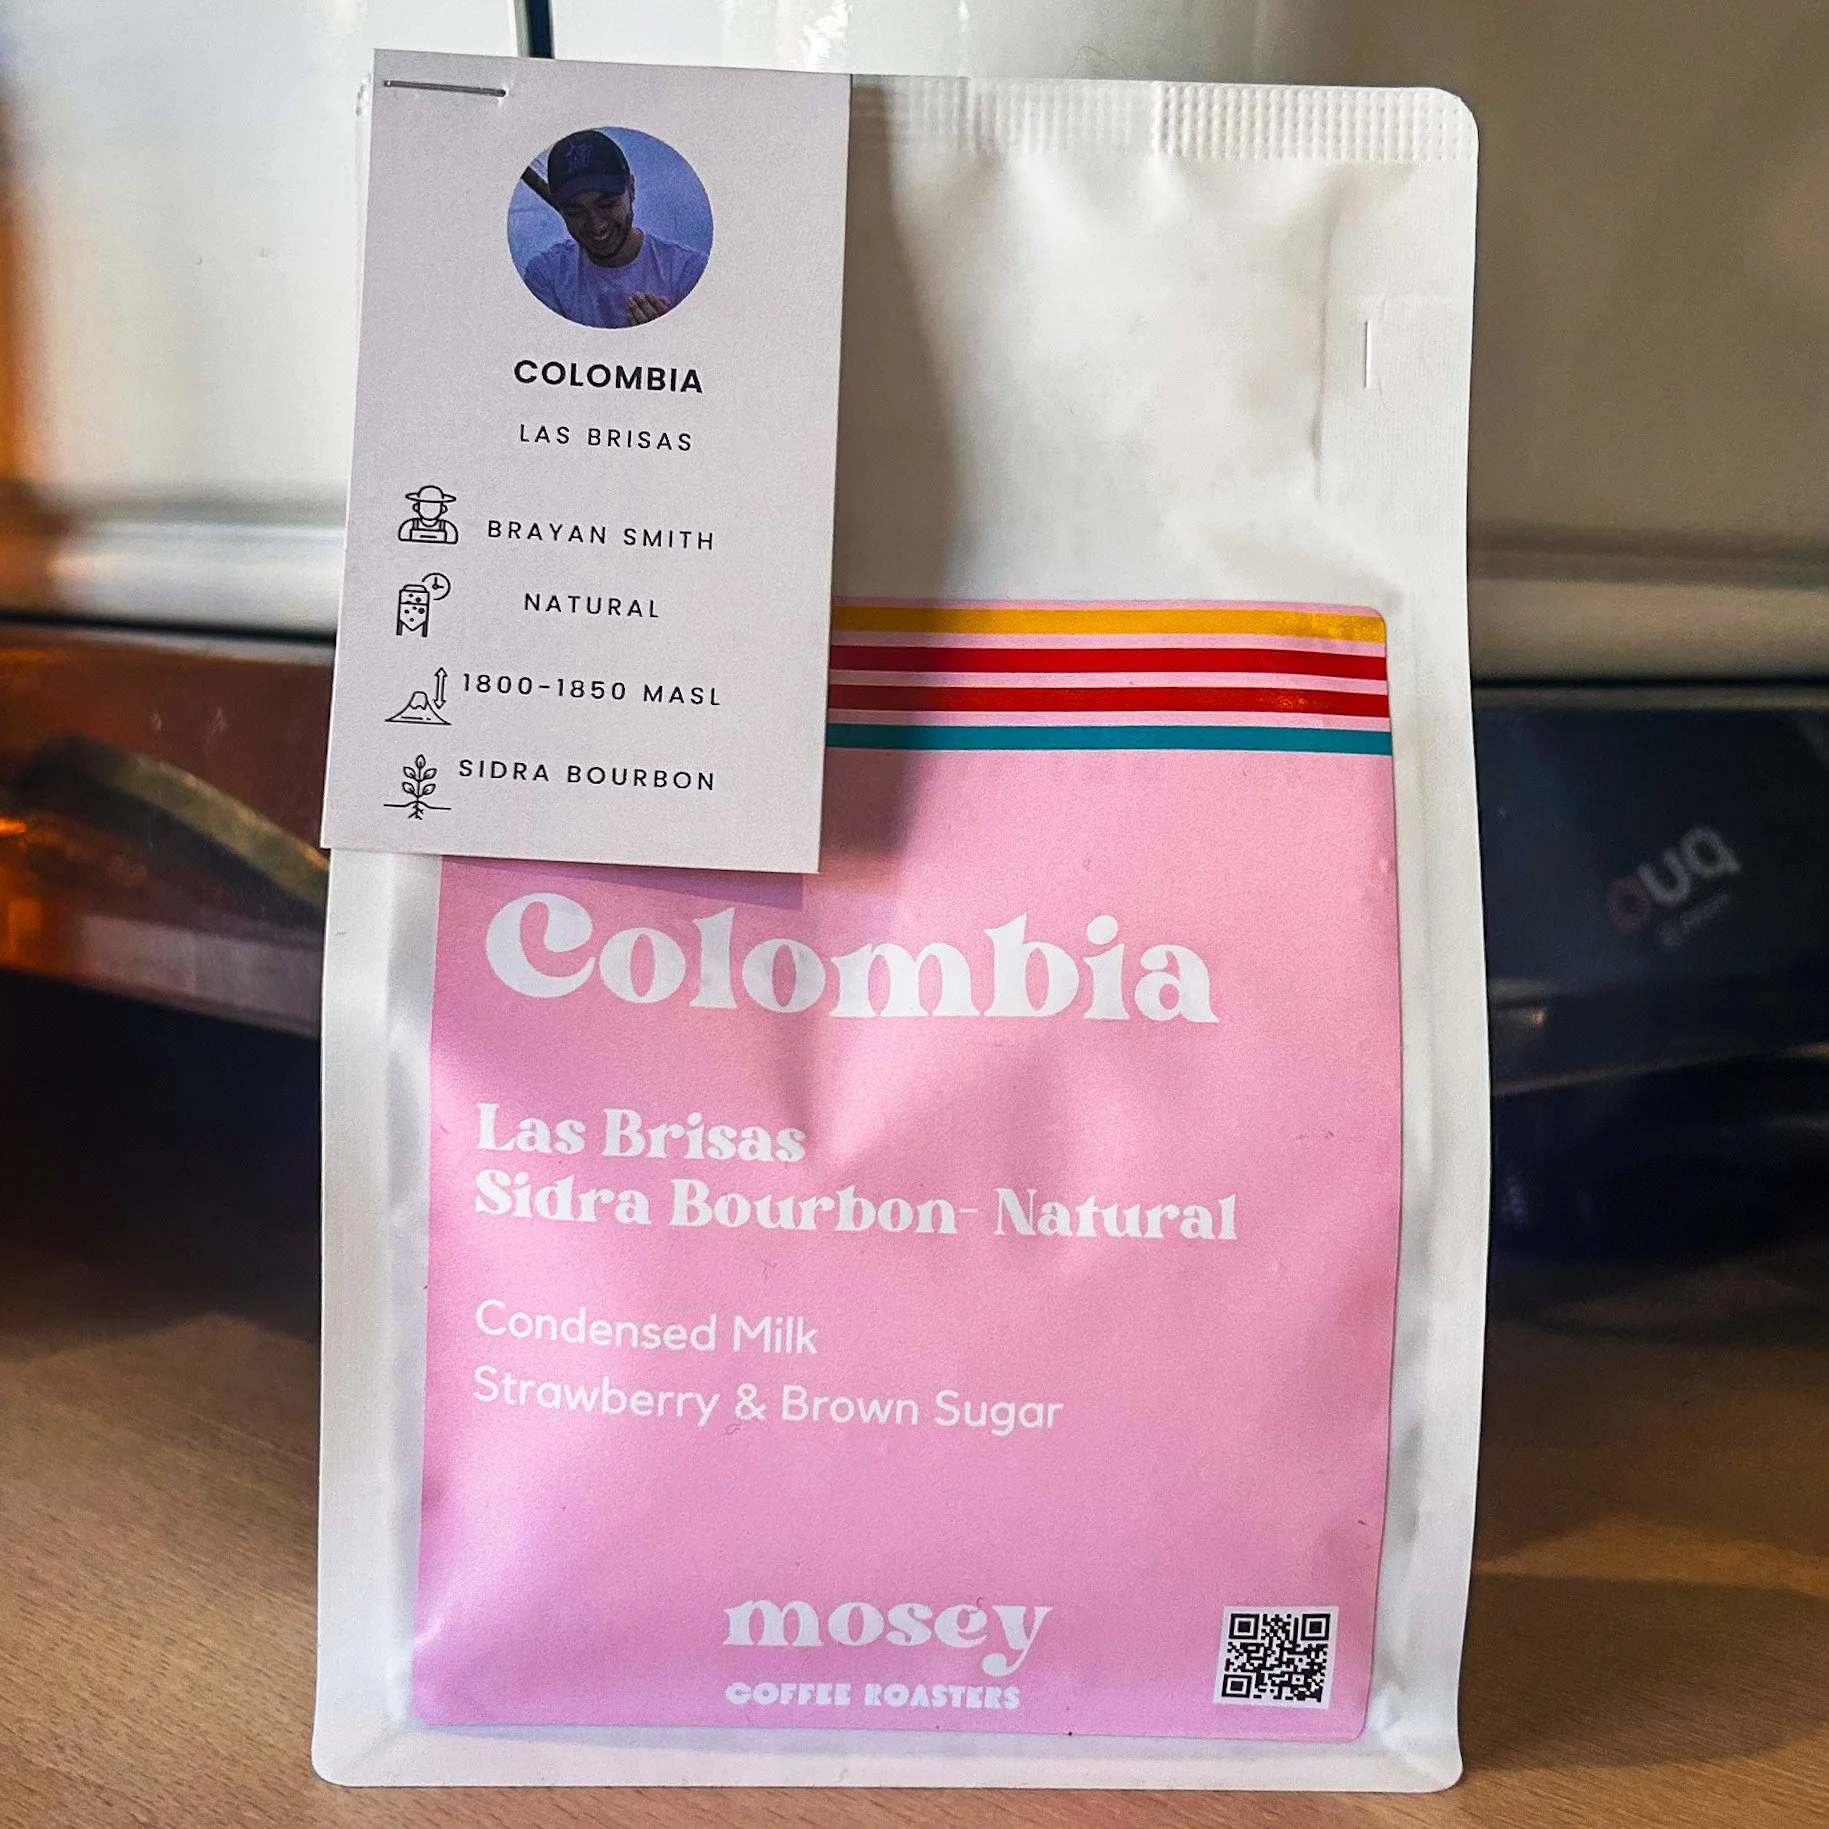 COLOMBIA
LAS BRISAS
BRAYAN SMITH
NATURAL
1800-1850 MASL
SIDRA BOURBON
Colombia
Las Brisas
Sidra Bourbon- Natural
Condensed Milk
Strawberry & Brown Sugar
mosey
COFFEE ROASTERS